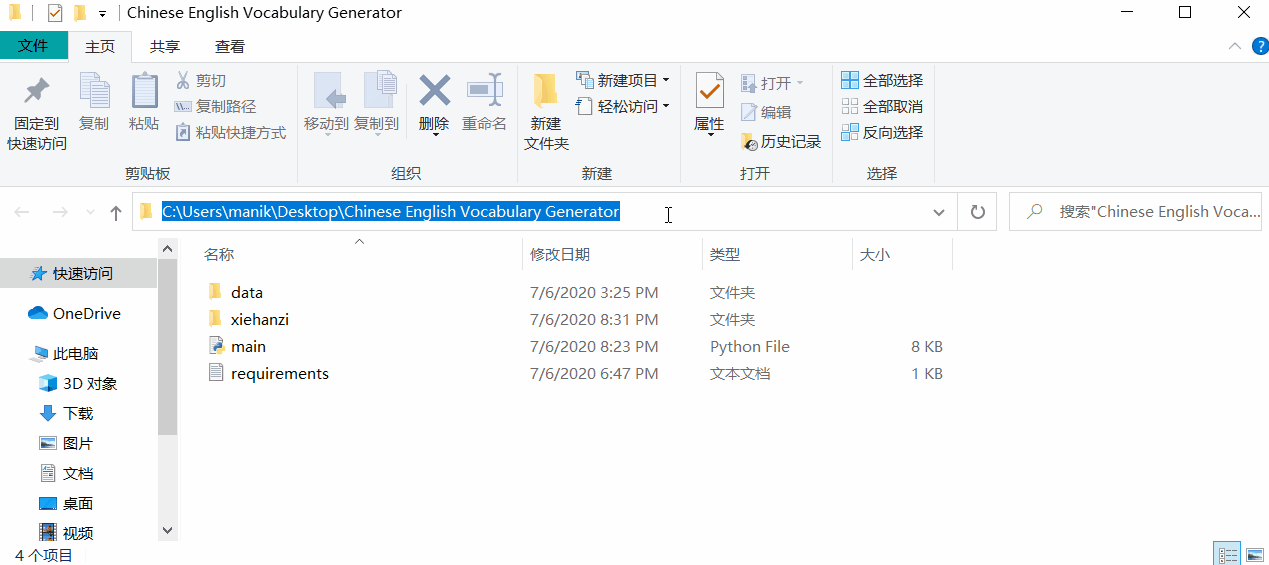 Chinese English Vocabulary Generator
文件 主页 共享 查看
固定到快速访问
复制
粘贴
剪切
复制路径
粘贴快捷方式
剪贴板
移动到
复制到
删除
重命名
组织
新建文件夹
新建项目
轻松访问
新建
属性
打开
编辑
历史记录
打开
全部选择
全部取消
反向选择
选择
C:\Users\manik\Desktop\Chinese English Vocabulary Generator
搜索"Chinese English Voca...
快速访问
OneDrive
此电脑
3D 对象
下载
图片
文档
桌面
视频
名称 修改日期 类型 大小
data 7/6/2020 3:25 PM 文件夹
xiehanzi 7/6/2020 8:31 PM 文件夹
main 7/6/2020 8:23 PM Python File 8 KB
requirements 7/6/2020 6:47 PM 文本文档 1 KB
4 个项目